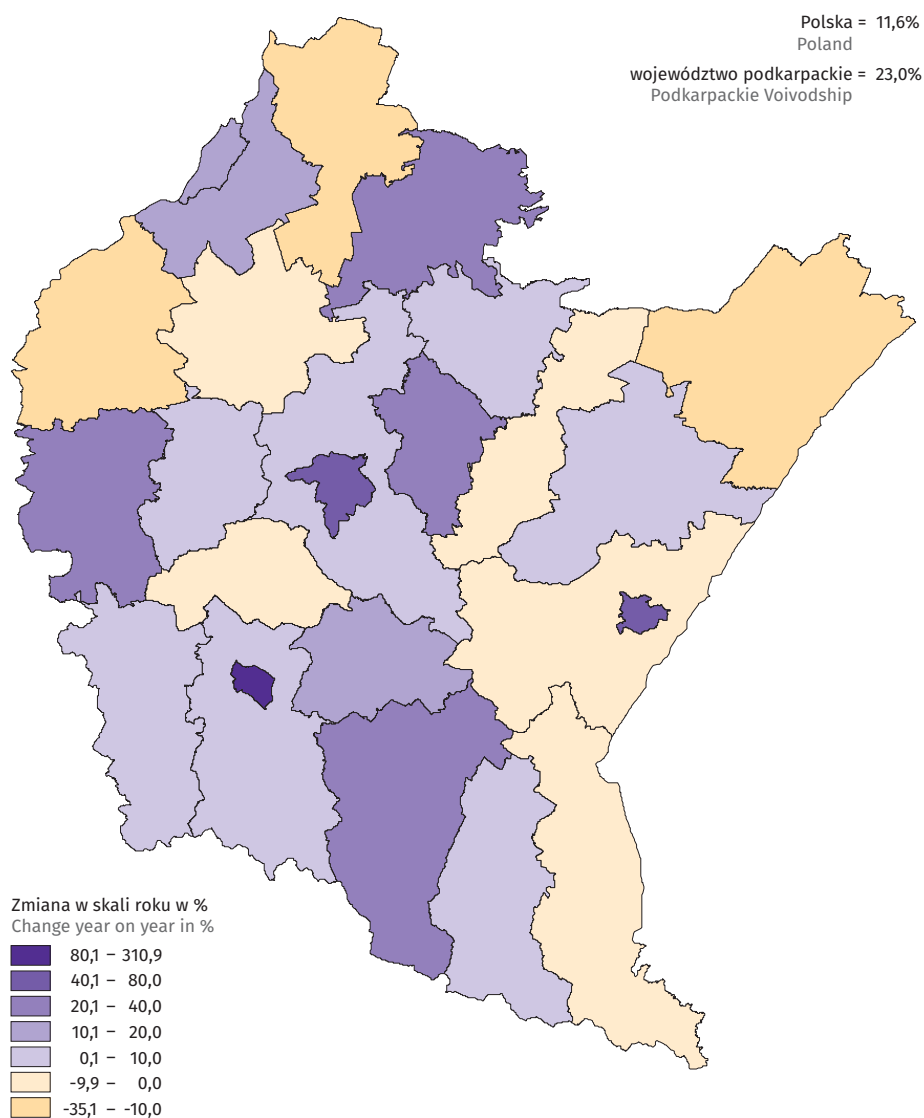 Polska = 11,6%
Poland
województwo podkarpackie = 23,0%
Podkarpackie Voivodship
Zmiana w skali roku w %
Change year on year in %
80,1 – 310,9
40,1 – 80,0
20,1 – 40,0
10,1 – 20,0
0,1 – 10,0
-9,9 – 0,0
-35,1 – -10,0